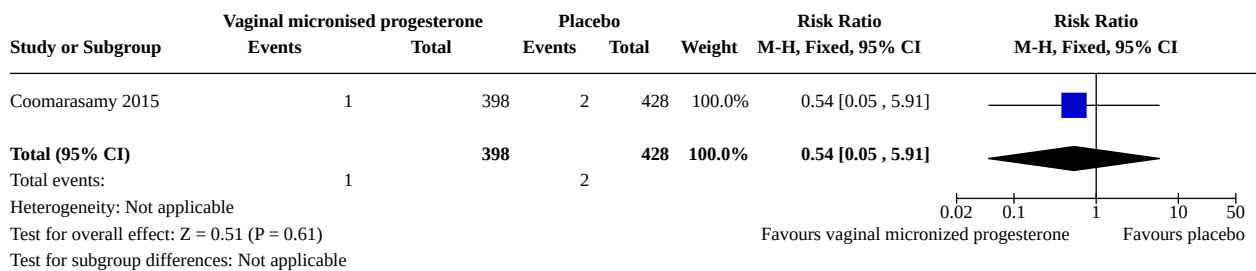 Vaginal micronised progesterone Placebo Risk Ratio Risk Ratio
Study or Subgroup Events Total Events Total Weight M-H, Fixed, 95% CI M-H, Fixed, 95% CI
Coomarasamy 2015 1 398 2 428 100.0% 0.54 [0.05 , 5.91]
Total (95% CI) 398 428 100.0% 0.54 [0.05 , 5.91]
Total events: 1 2
Heterogeneity: Not applicable
0.02 0.1 1 10 50
Test for overall effect: Z = 0.51 (P = 0.61) Favours vaginal micronized progesterone Favours placebo
Test for subgroup differences: Not applicable